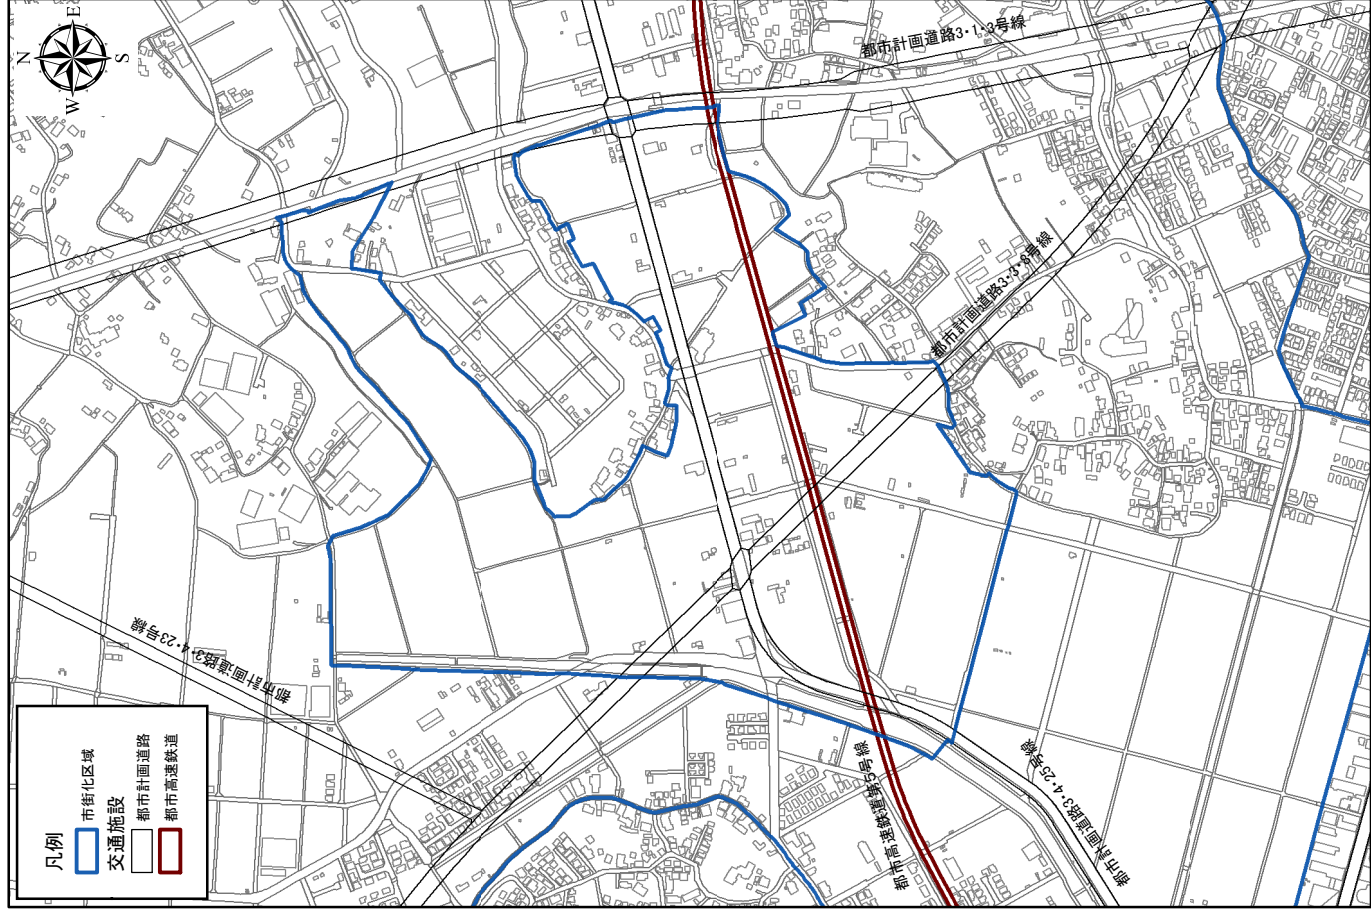 N
E
S
W
都市計画道路3・1・3号線
都市計画道路3・3・8号線
都市計画道路3・4・23号線
都市高速鉄道第5号線
都市計画道路3・4・25号線
凡例
市街化区域
交通施設
都市計画道路
都市高速鉄道